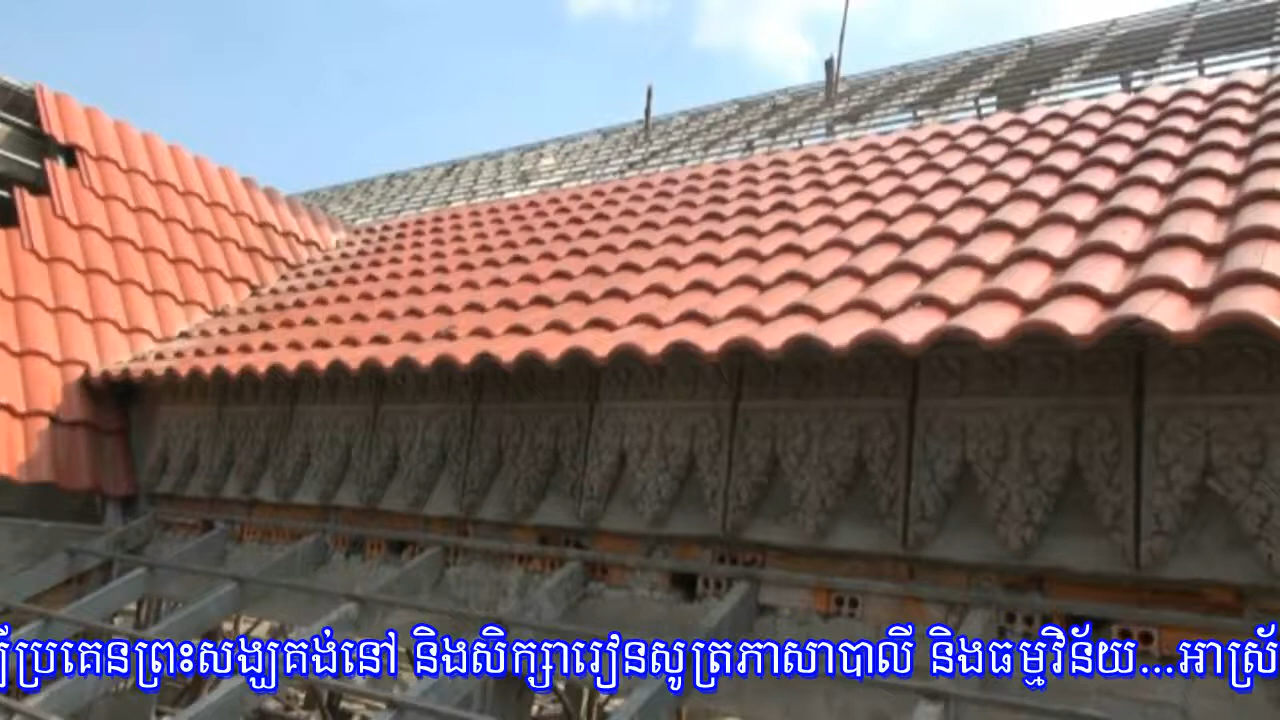 ប្រគេនព្រះសង្ឃគង់នៅ និងសិក្សារៀនសូត្រភាសាបាលី និងធម្មវិន័យ...អាស្រ័